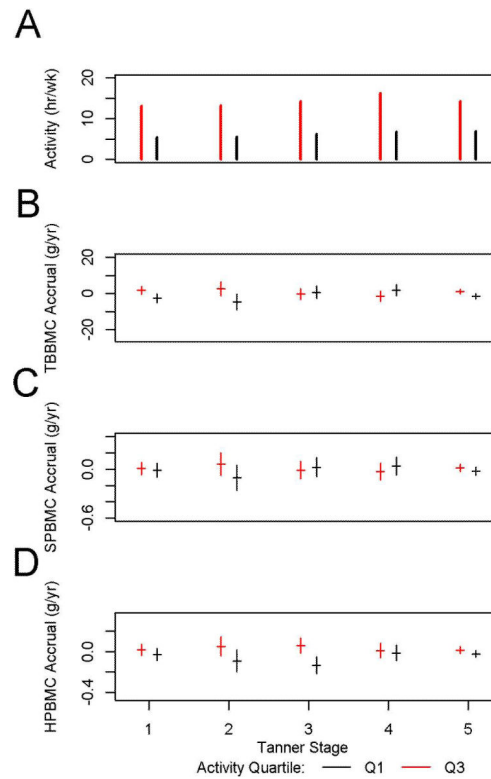 A
Activity (hr/wk)
20
10
0
B
TBBMC Accrual (g/yr)
20
0
-20
C
SPBMC Accrual (g/yr)
0.0
-0.6
D
HPBMC Accrual (g/yr)
0.0
-0.4
1 2 3 4 5
Tanner Stage
Activity Quartile: Q1 Q3